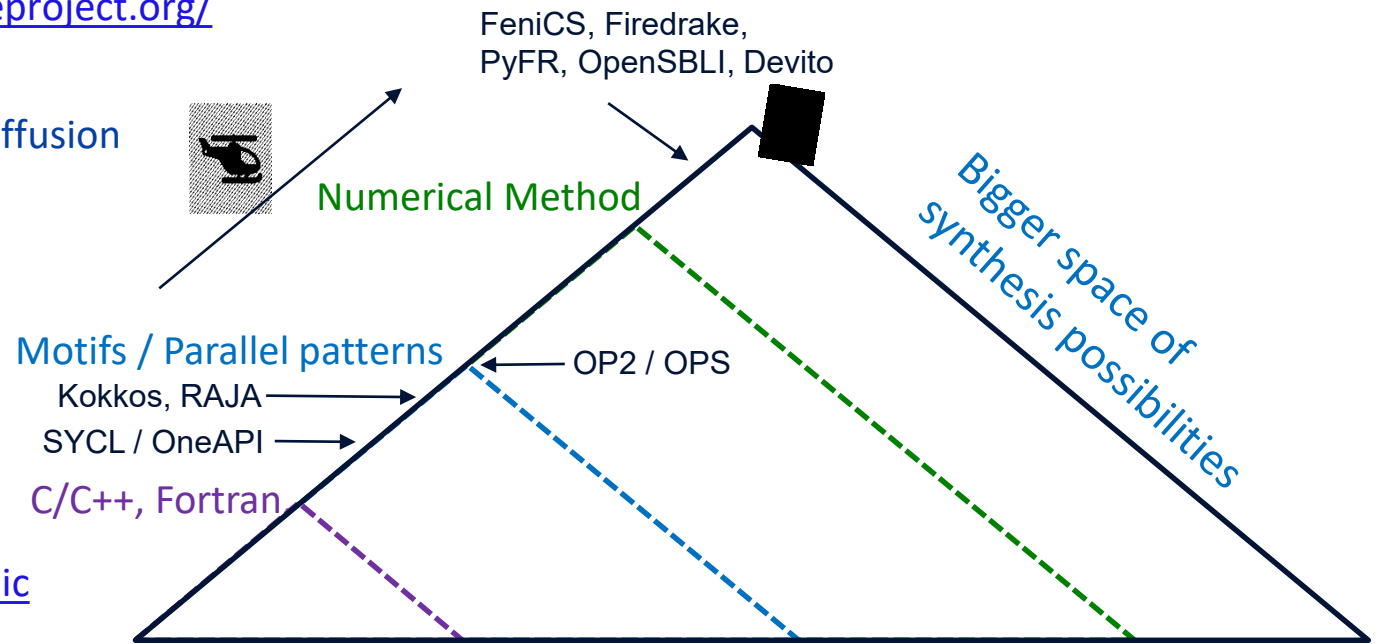 eproject.org/
FeniCS, Firedrake,
PyFR, OpenSBLI, Devito
ffusion
Numerical Method
Bigger space of
synthesis possibilities
Motifs / Parallel patterns
OP2 / OPS
Kokkos, RAJA
SYCL / OneAPI
C/C++, Fortran
ic